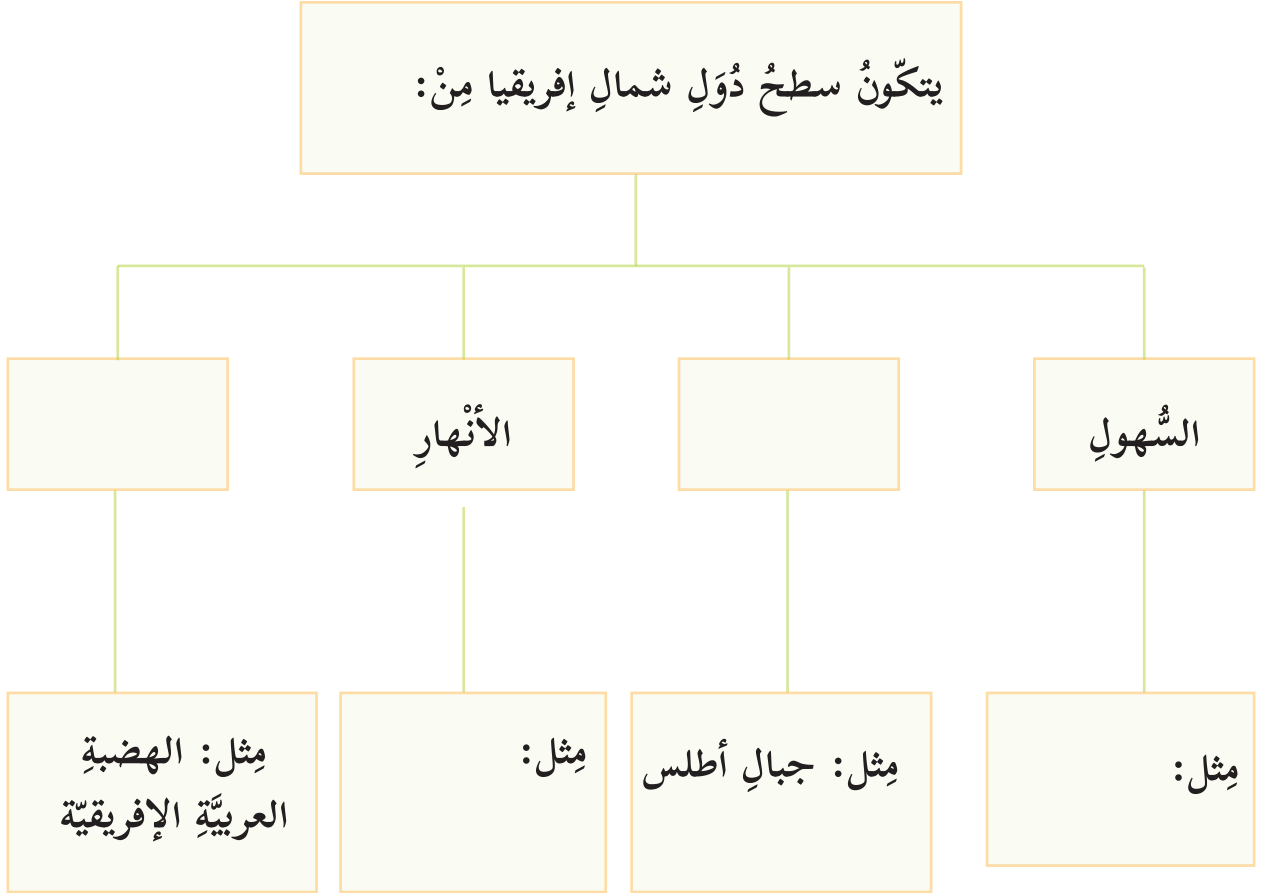 يتكّونُ سطحُ دُوَلِ شمالِ إفريقيا مِنْ:
السُّهولِ
الأنْهارِ
مِثل:
مِثل: جبالِ أطلس
مِثل:
مِثل: الهضبةِ
العربيَّةِ الإفريقيّة